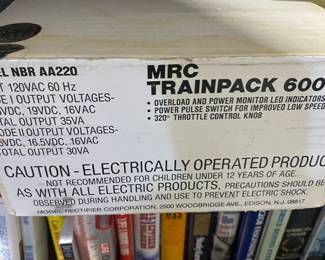 MRC
TRAINPACK 600
• OVERLOAD AND POWER MONITOR LED INDICATORS
• POWER PULSE SWITCH FOR IMPROVED LOW SPEED
• 320° THROTTLE CONTROL KNOB
EL NBR AA220
T 120VAC 60 Hz
E I OUTPUT VOLTAGES-
VDC, 19VDC, 16VAC
TAL OUTPUT 35VA
DE II OUTPUT VOLTAGES-
VDC, 16.5VDC, 16VAC
OTAL OUTPUT 30VA
CAUTION - ELECTRICALLY OPERATED PRODUC
NOT RECOMMENDED FOR CHILDREN UNDER 12 YEARS OF AGE.
AS WITH ALL ELECTRIC PRODUCTS, PRECAUTIONS SHOULD BE
OBSERVED DURING HANDLING AND USE TO PREVENT ELECTRIC SHOCK
MODEL RECTIFIER CORPORATION, 2500 WOODBRIDGE AVE, EDISON, N.J. 08817